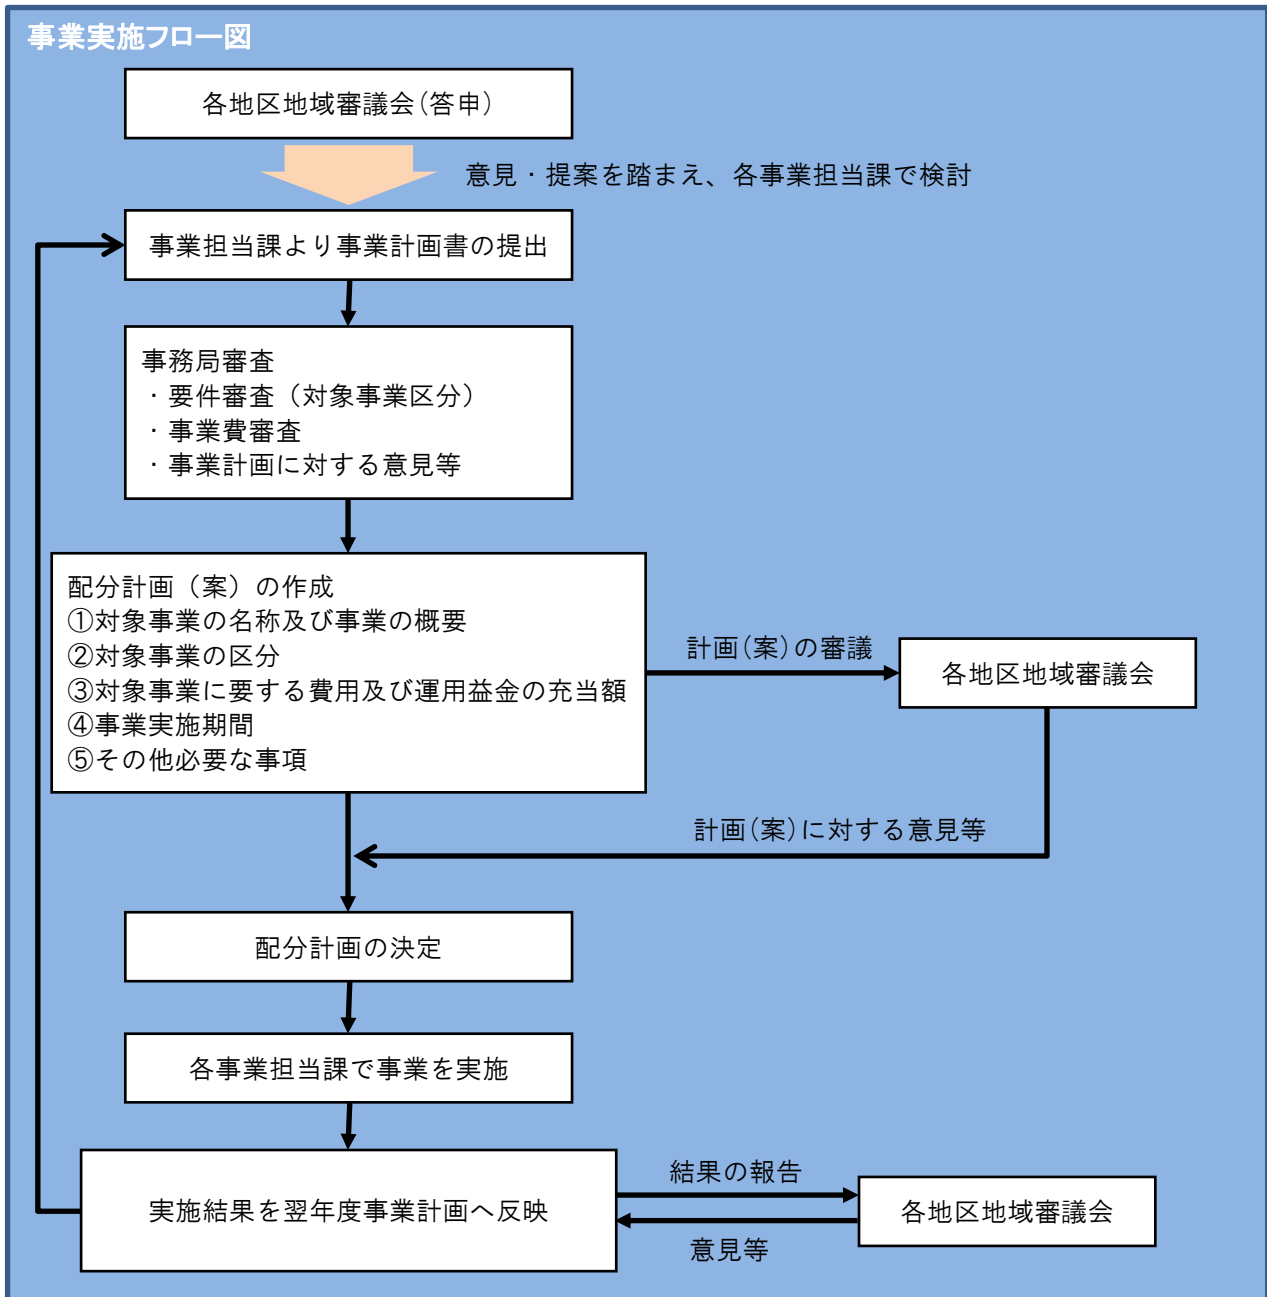 事業実施フロー図
各地区地域審議会(答申)
意見・提案を踏まえ、各事業担当課で検討
事業担当課より事業計画書の提出
事務局審査
・要件審査（対象事業区分）
・事業費審査
・事業計画に対する意見等
配分計画（案）の作成
①対象事業の名称及び事業の概要
②対象事業の区分
③対象事業に要する費用及び運用益金の充当額
④事業実施期間
⑤その他必要な事項
計画(案)の審議
各地区地域審議会
計画(案)に対する意見等
配分計画の決定
各事業担当課で事業を実施
実施結果を翌年度事業計画へ反映
結果の報告
各地区地域審議会
意見等